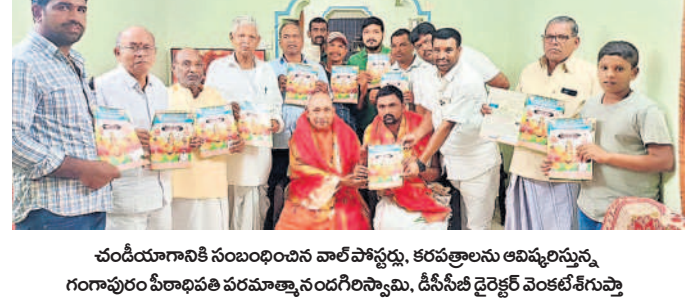 చండీయాగానికి సంబంధించిన వాల్‌పోస్టర్లు, కరపత్రాలను ఆవిష్కరిస్తున్న
గంగాపురం పీఠాధిపతి పరమాత్మానందగిరిస్వామి, డీసీసీబీ డైరెక్టర్ వెంకటేశ్‌గుప్తా